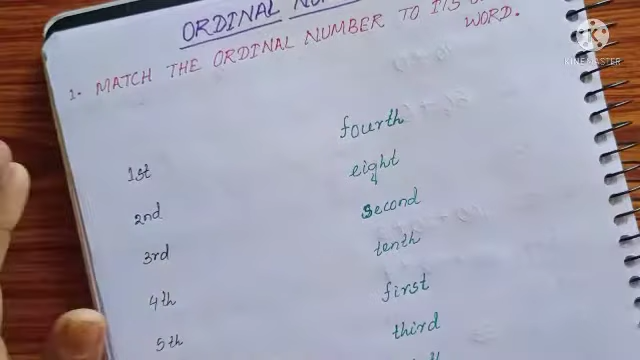 ORDINAL
1. MATCH THE ORDINAL NUMBER TO ITS
WORD.
fourth
1st eight
2nd second
3rd tenth
4th first
5th third
KINEMASTER